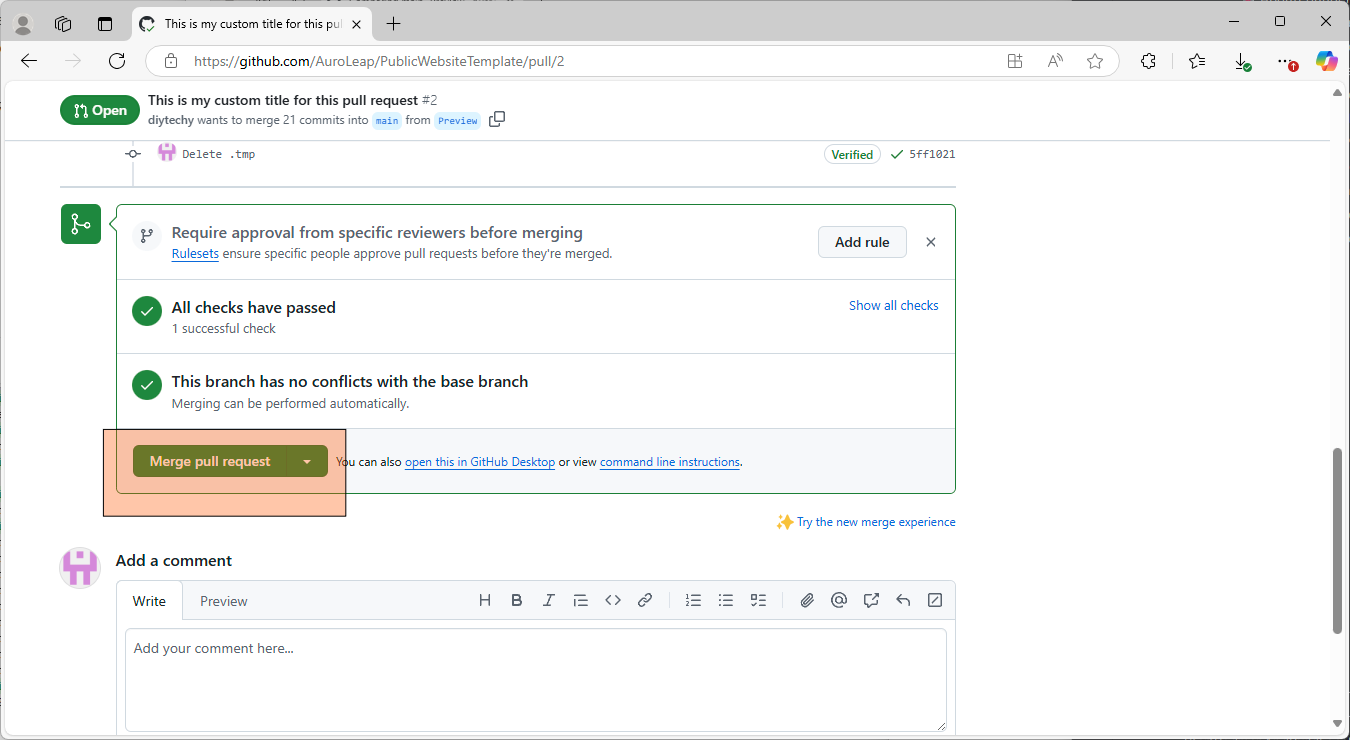 This is my custom title for this pul
https://github.com/AuroLeap/PublicWebsiteTemplate/pull/2
Open
This is my custom title for this pull request #2
diytechy wants to merge 21 commits into main from Preview
Delete .tmp
Verified
5ff1021
Require approval from specific reviewers before merging
Rulesets ensure specific people approve pull requests before they're merged.
Add rule
All checks have passed
1 successful check
Show all checks
This branch has no conflicts with the base branch
Merging can be performed automatically.
Merge pull request
You can also open this in GitHub Desktop or view command line instructions.
Try the new merge experience
Add a comment
Write
Preview
Add your comment here...